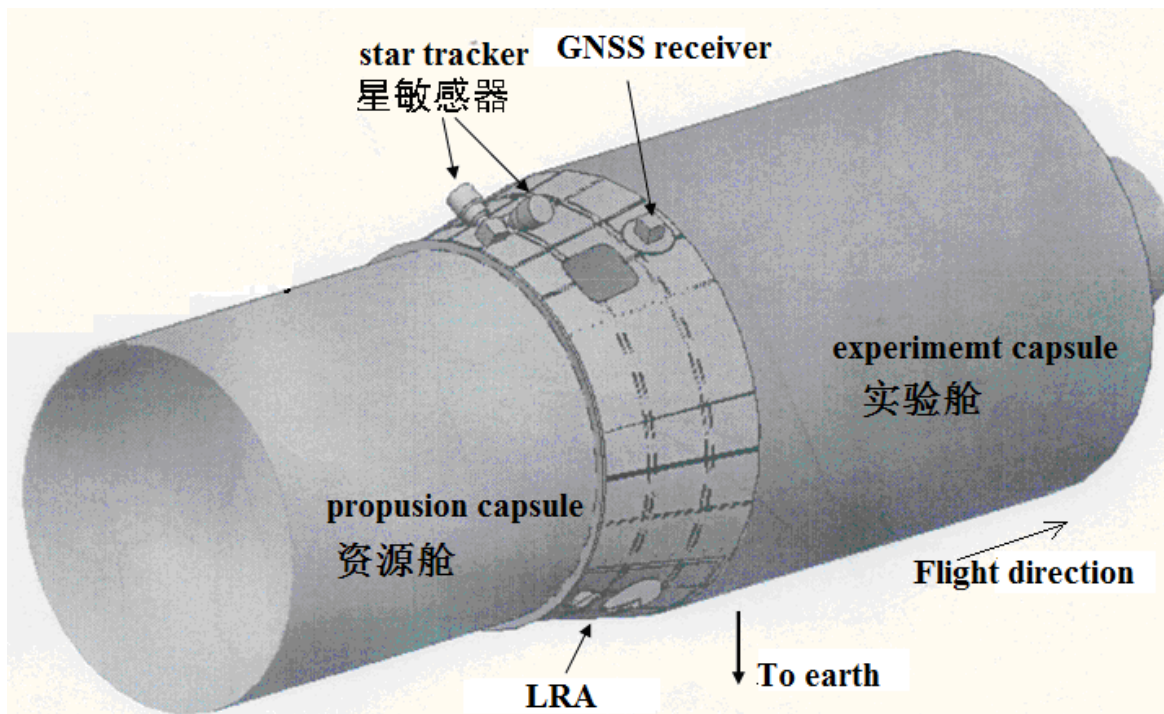 star tracker
星敏感器
GNSS receiver
experimemt capsule
实验舱
propusion capsule
资源舱
Flight direction
To earth
LRA